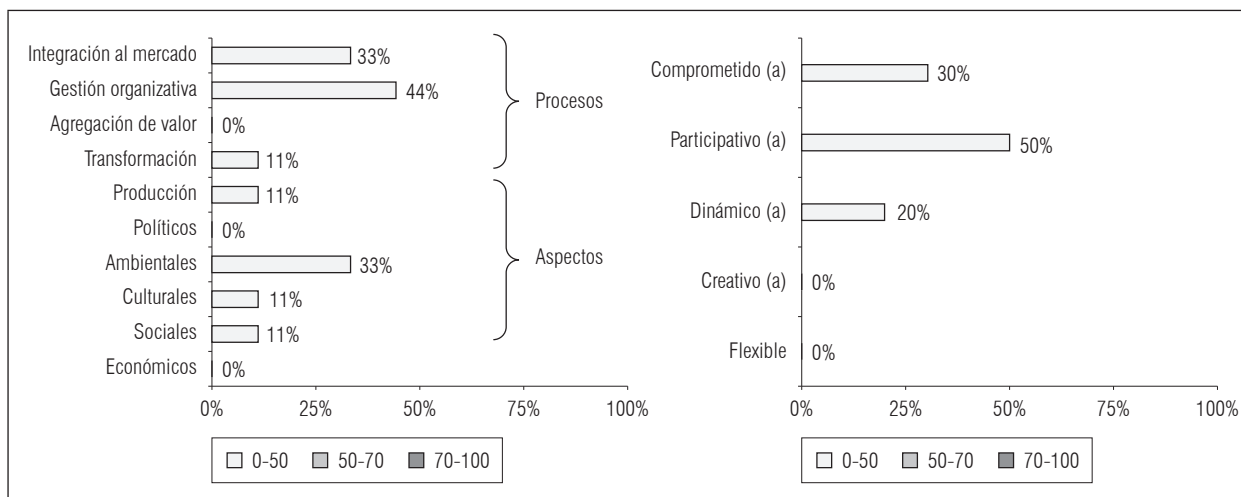 Integración al mercado 33%
Gestión organizativa 44%
Agregación de valor 0%
Transformación 11%
Producción 11%
Políticos 0%
Ambientales 33%
Culturales 11%
Sociales 11%
Económicos 0%
Procesos
Aspectos
0% 25% 50% 75% 100%
0-50 50-70 70-100
Comprometido (a) 30%
Participativo (a) 50%
Dinámico (a) 20%
Creativo (a) 0%
Flexible 0%
0% 25% 50% 75% 100%
0-50 50-70 70-100